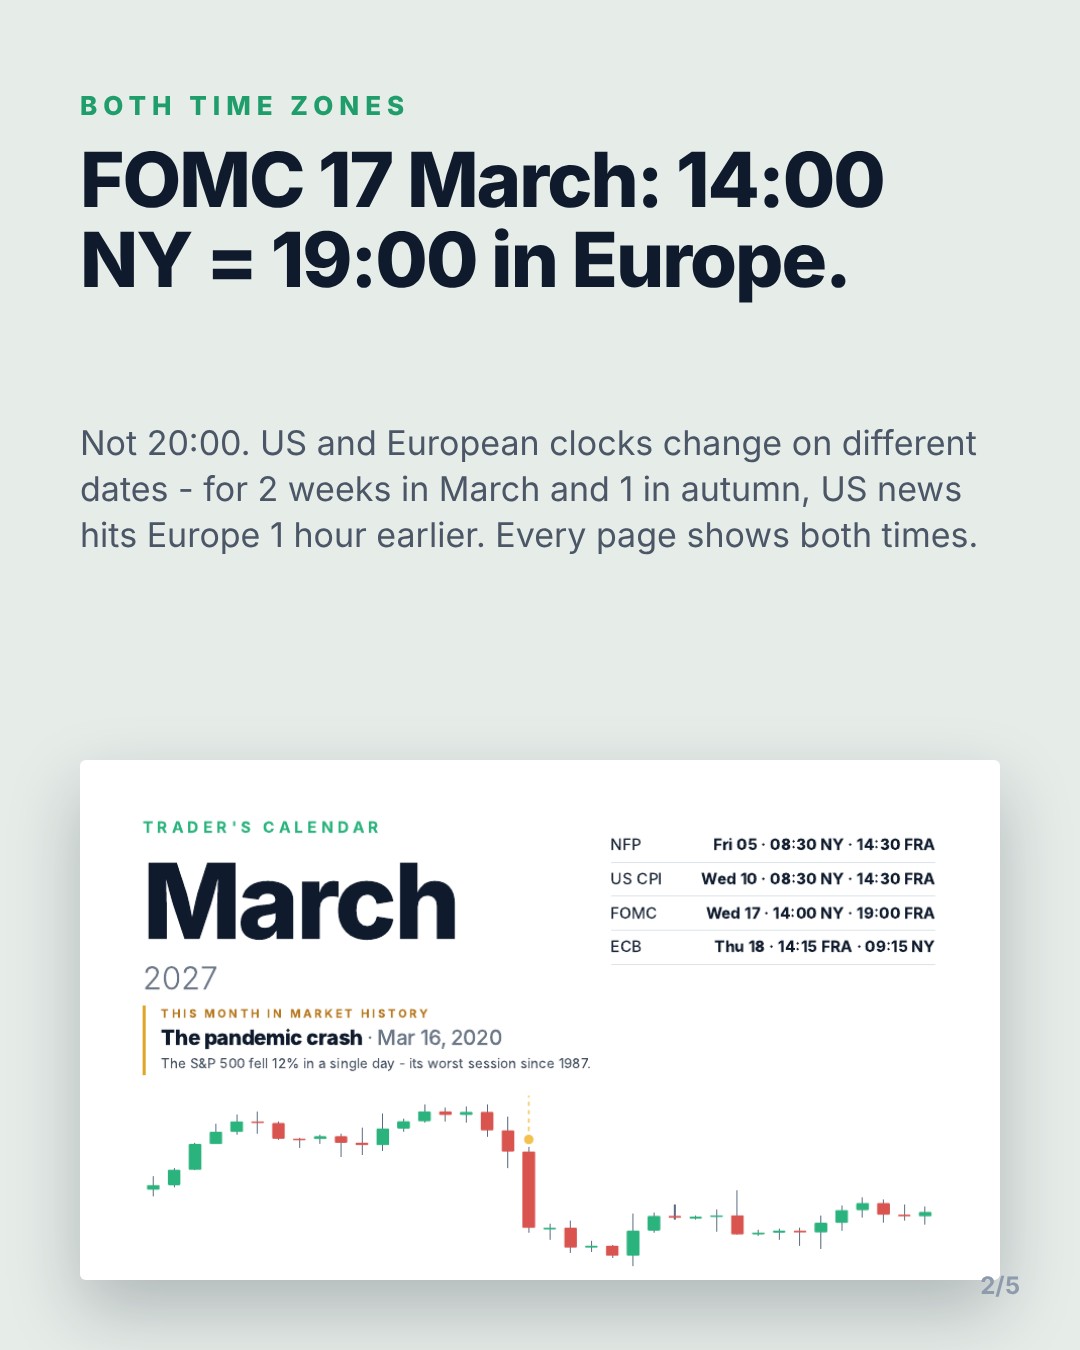 BOTH TIME ZONES
FOMC 17 March: 14:00
NY = 19:00 in Europe.
Not 20:00. US and European clocks change on different
dates - for 2 weeks in March and 1 in autumn, US news
hits Europe 1 hour earlier. Every page shows both times.
TRADER'S CALENDAR
March
2027
NFP Fri 05 · 08:30 NY · 14:30 FRA
US CPI Wed 10 · 08:30 NY · 14:30 FRA
FOMC Wed 17 · 14:00 NY · 19:00 FRA
ECB Thu 18 · 14:15 FRA · 09:15 NY
THIS MONTH IN MARKET HISTORY
The pandemic crash · Mar 16, 2020
The S&P 500 fell 12% in a single day - its worst session since 1987.
2/5